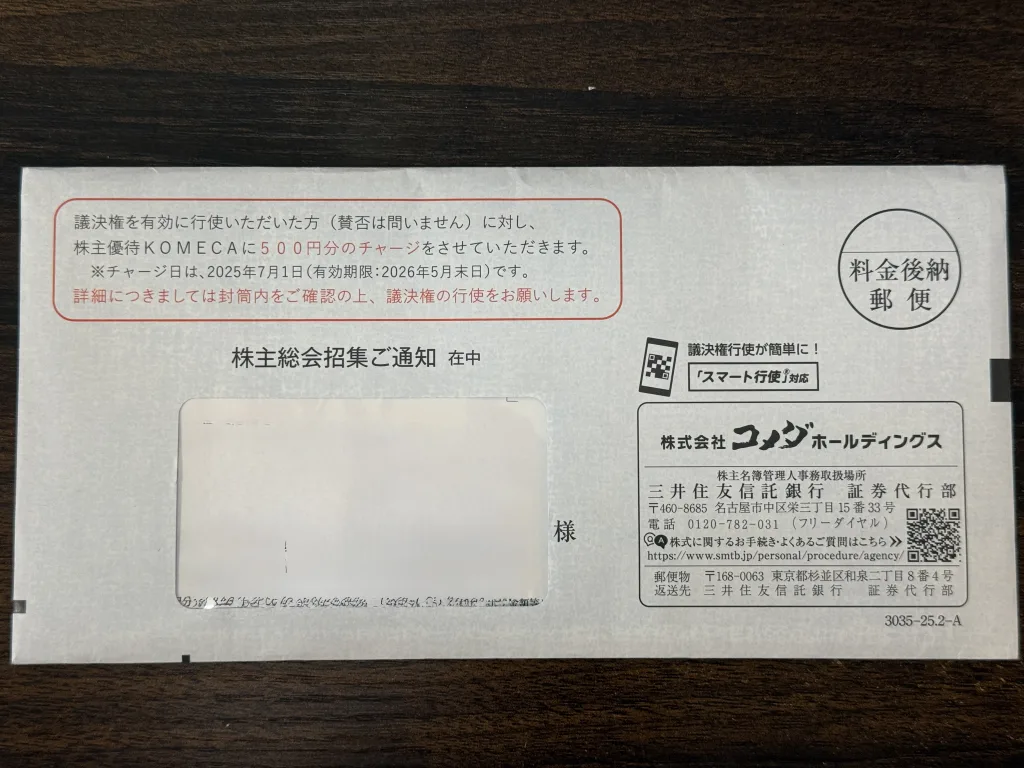 議決権を有効に行使いただいた方（賛否は問いません）に対し、
株主優待ＫＯＭＥＣＡに５００円分のチャージをさせていただきます。
※チャージ日は、2025年7月1日（有効期限：2026年5月末日）です。
詳細につきましては封筒内をご確認の上、議決権の行使をお願いします。
料金後納
郵便
株主総会招集ご通知 在中
議決権行使が簡単に！
「スマート行使」®対応
様
株式会社 コメダ ホールディングス
株主名簿管理人事務取扱場所
三井住友信託銀行 証券代行部
〒460-8685 名古屋市中区栄三丁目15番33号
電話 0120-782-031 （フリーダイヤル）
Q A 株式に関するお手続き・よくあるご質問はこちら
https://www.smtb.jp/personal/procedure/agency/
郵便物 〒168-0063 東京都杉並区和泉二丁目8番4号
返送先 三井住友信託銀行 証券代行部
3035-25.2-A